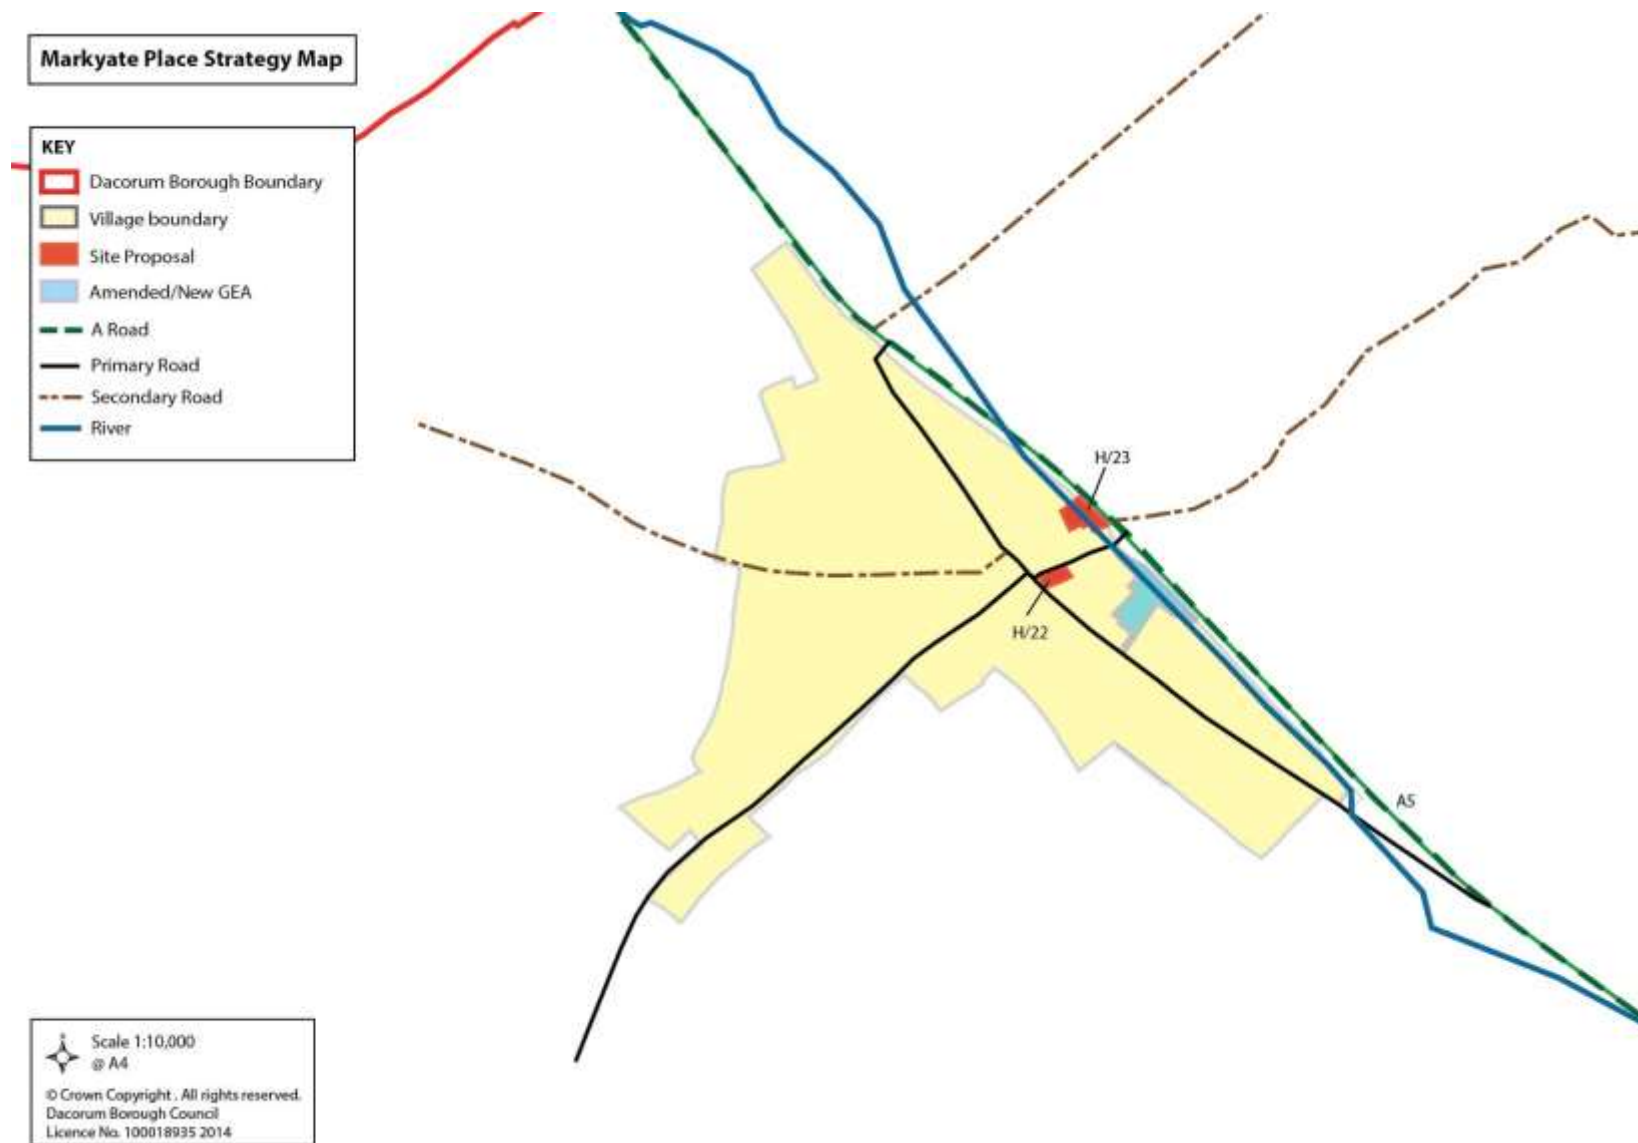 Markyate Place Strategy Map
KEY
Dacorum Borough Boundary
Village boundary
Site Proposal
Amended/New GEA
A Road
Primary Road
Secondary Road
River
H/23
H/22
A5
Scale 1:10,000
@ A4
© Crown Copyright . All rights reserved.
Dacorum Borough Council
Licence No. 100018935 2014